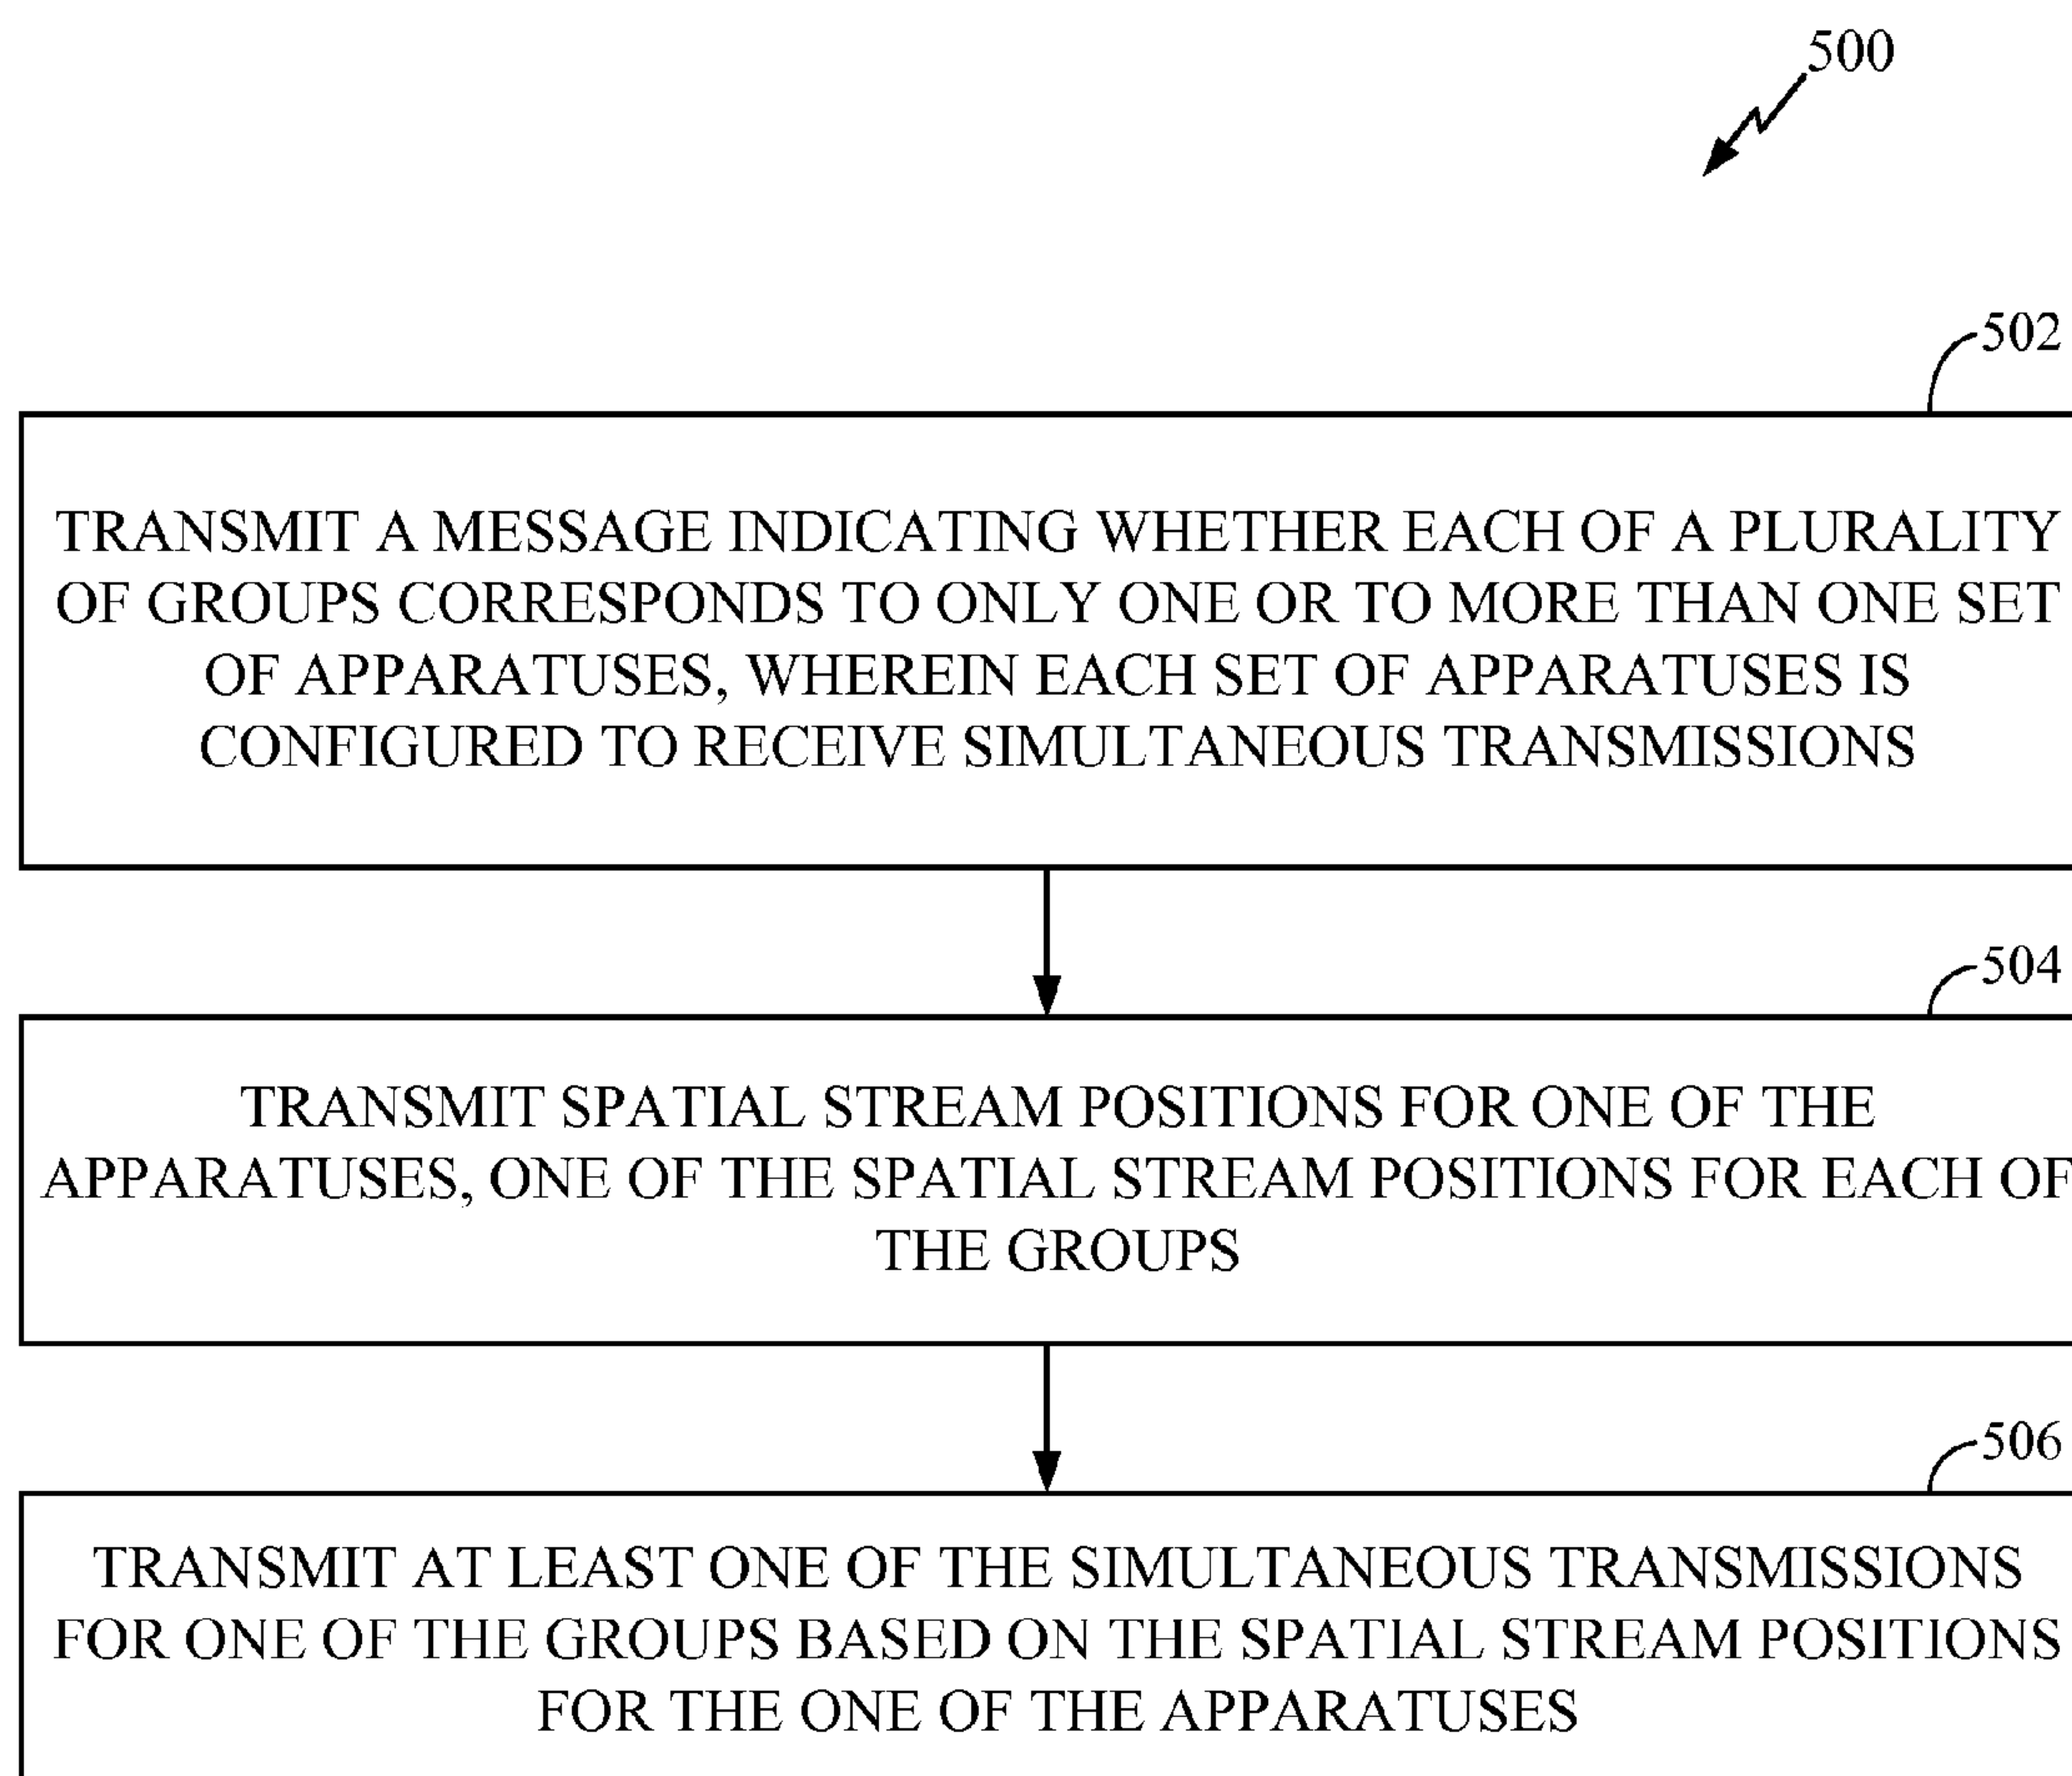 500
502
TRANSMIT A MESSAGE INDICATING WHETHER EACH OF A PLURALITY
OF GROUPS CORRESPONDS TO ONLY ONE OR TO MORE THAN ONE SET
OF APPARATUSES, WHEREIN EACH SET OF APPARATUSES IS
CONFIGURED TO RECEIVE SIMULTANEOUS TRANSMISSIONS
504
TRANSMIT SPATIAL STREAM POSITIONS FOR ONE OF THE
APPARATUSES, ONE OF THE SPATIAL STREAM POSITIONS FOR EACH OF
THE GROUPS
506
TRANSMIT AT LEAST ONE OF THE SIMULTANEOUS TRANSMISSIONS
FOR ONE OF THE GROUPS BASED ON THE SPATIAL STREAM POSITIONS
FOR THE ONE OF THE APPARATUSES